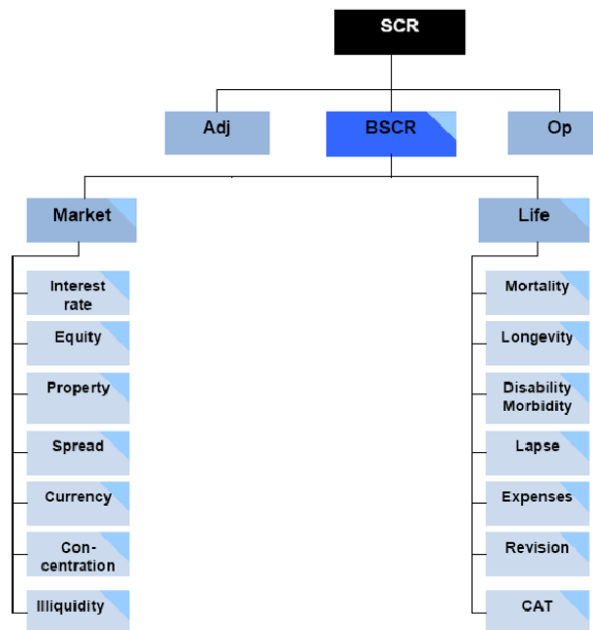 SCR
Adj
BSCR
Op
Market
Life
Interest
rate
Mortality
Equity
Longevity
Property
Disability
Morbidity
Spread
Lapse
Currency
Expenses
Con-
centration
Revision
Illiquidity
CAT